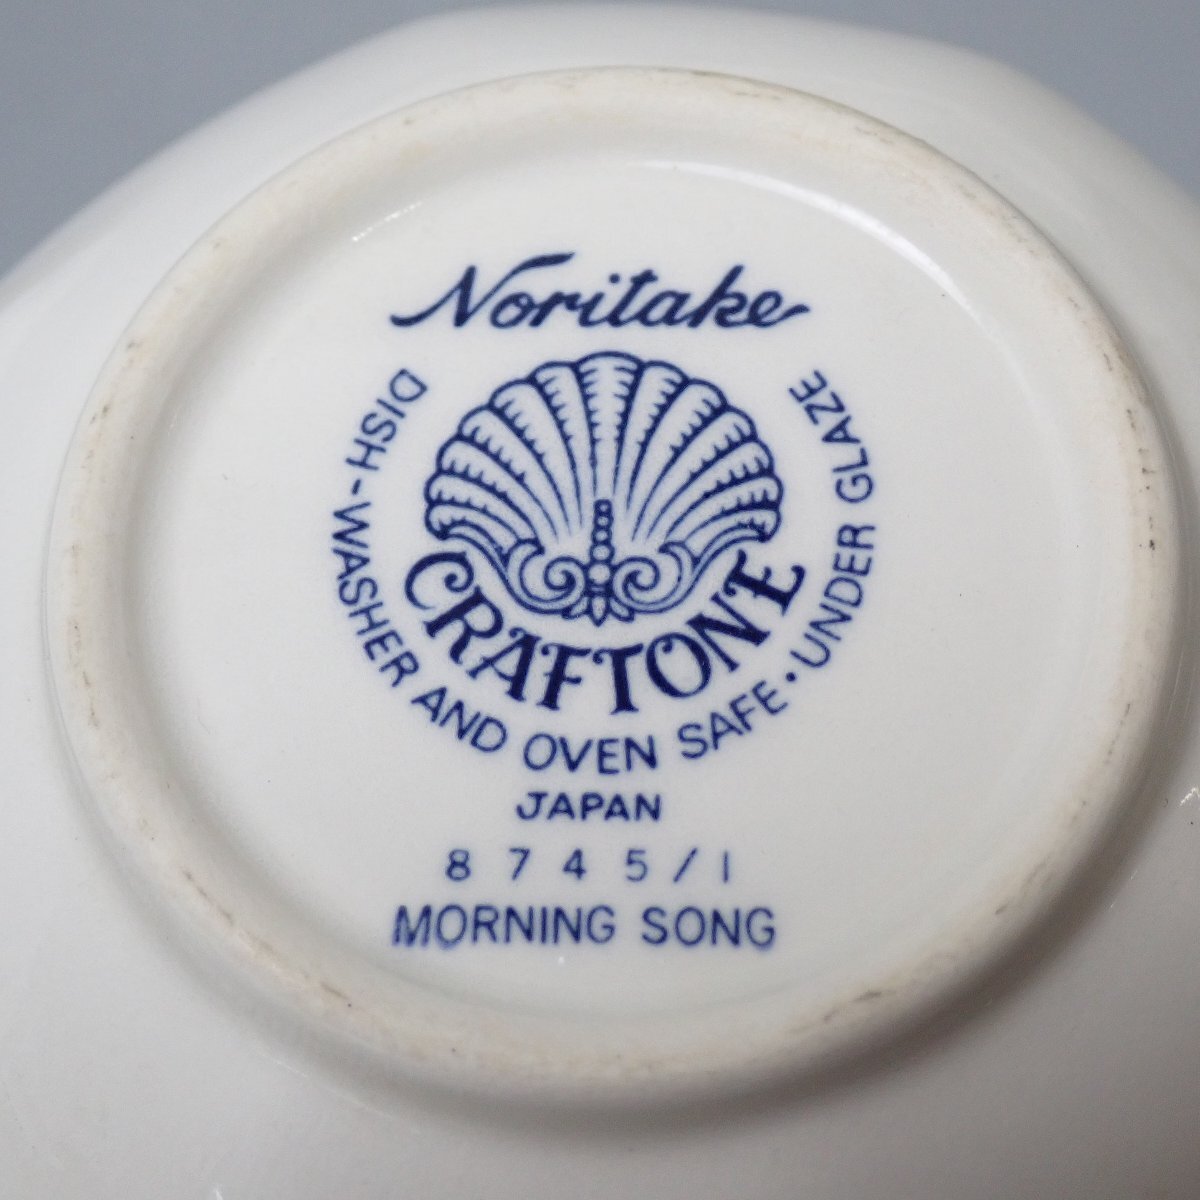 Noritake
CRAFTONE
DISH-WASHER AND OVEN SAFE·UNDER GLAZE
JAPAN
8745/1
MORNING SONG